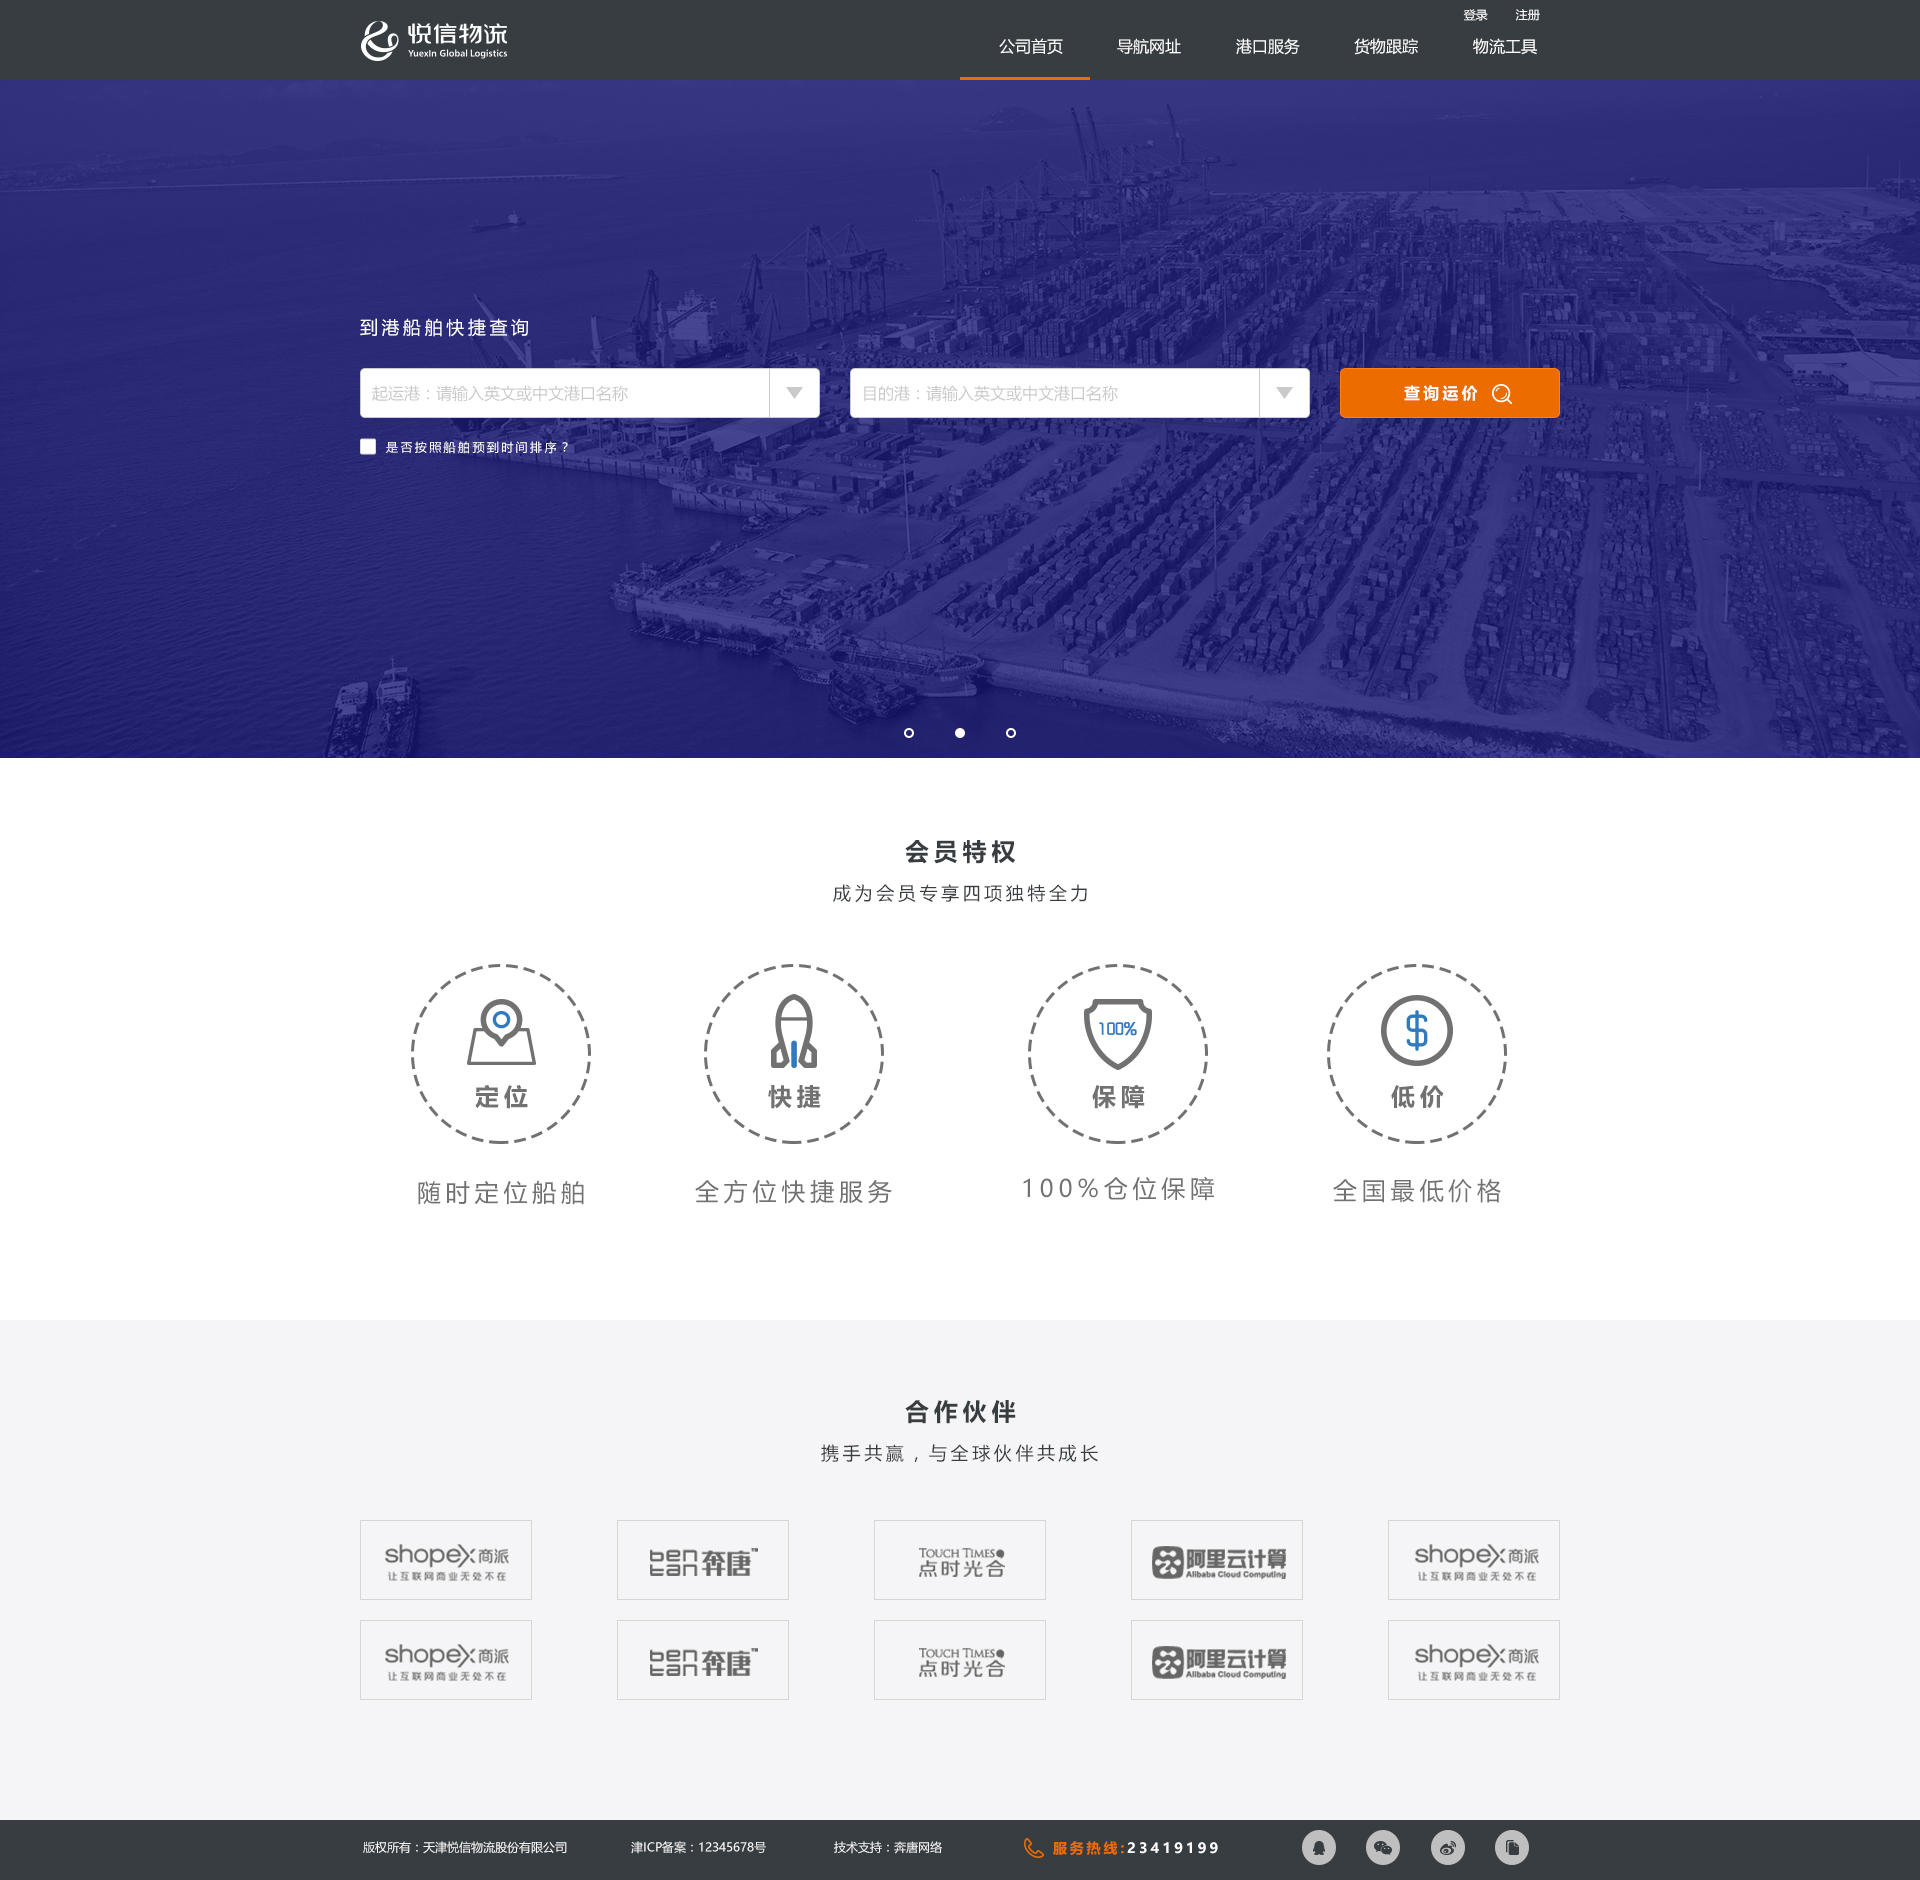 登录 注册
悦信物流
YuexIn Global Logistics
公司首页 导航网址 港口服务 货物跟踪 物流工具
到港船舶快捷查询
起运港：请输入英文或中文港口名称
目的港：请输入英文或中文港口名称
查询运价
是否按照船舶预到时间排序？
会员特权
成为会员专享四项独特全力
100%
$
定位 快捷 保障 低价
随时定位船舶 全方位快捷服务 100%仓位保障 全国最低价格
合作伙伴
携手共赢，与全球伙伴共成长
shopex商派
让互联网商业无处不在
ben tan 奔唐™
TOUCH TIMES
点时光合
阿里云计算
Alibaba Cloud Computing
shopex商派
让互联网商业无处不在
shopex商派
让互联网商业无处不在
ben tan 奔唐™
TOUCH TIMES
点时光合
阿里云计算
Alibaba Cloud Computing
shopex商派
让互联网商业无处不在
版权所有：天津悦信物流股份有限公司 津ICP备案：12345678号 技术支持：奔唐网络 服务热线:23419199